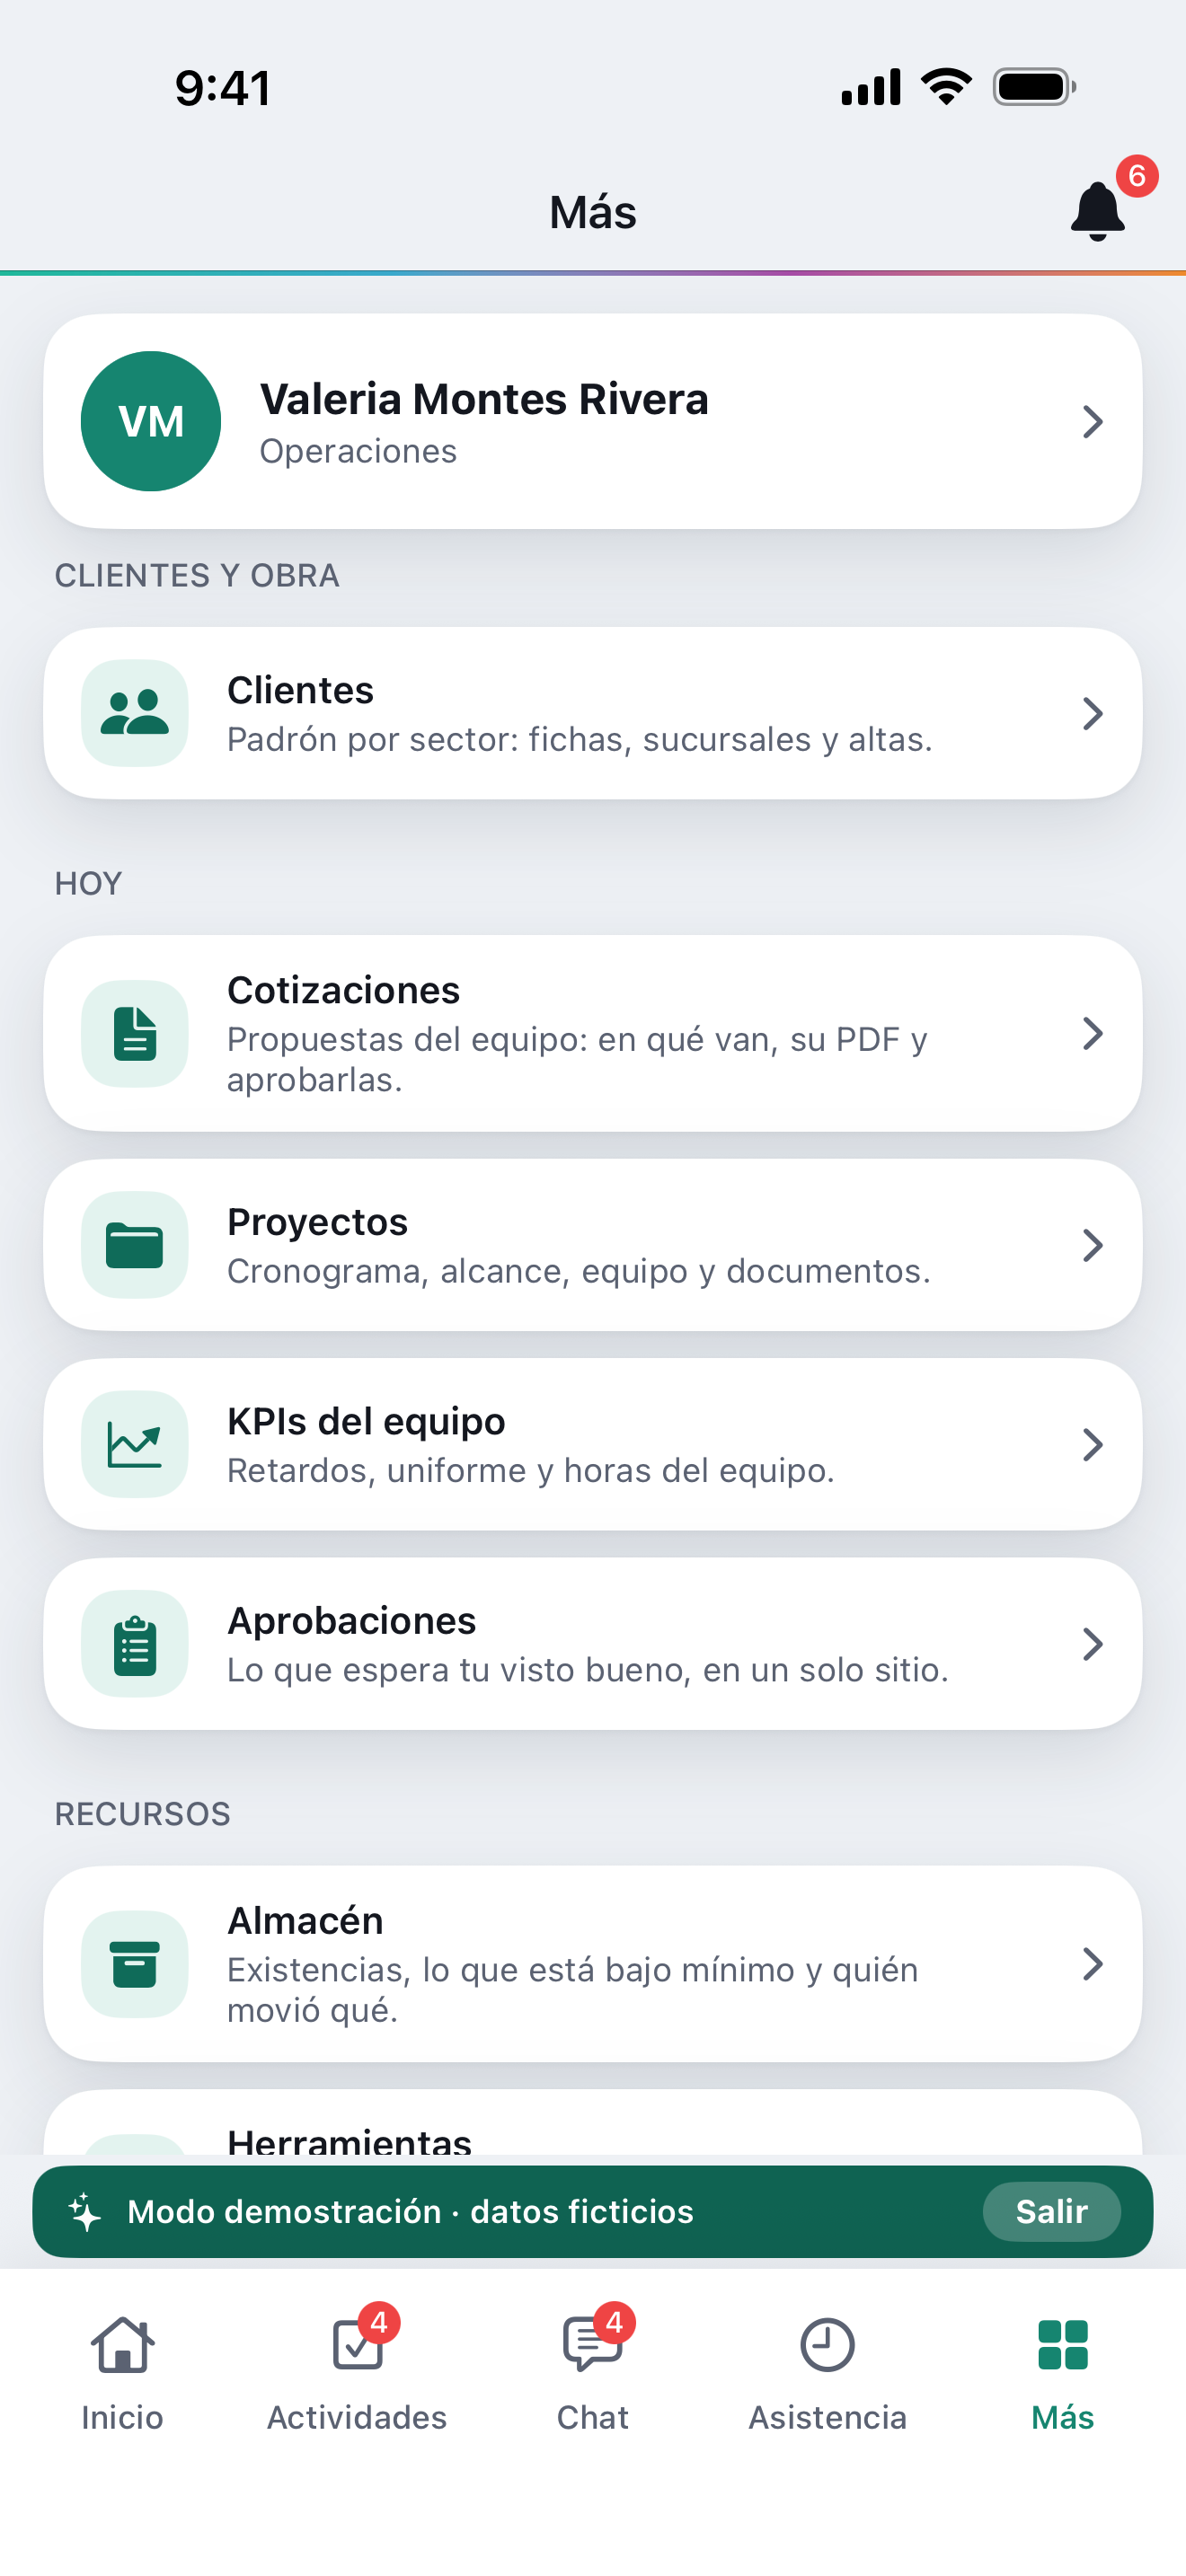 9:41
Más
6
VM
Valeria Montes Rivera
Operaciones
CLIENTES Y OBRA
Clientes
Padrón por sector: fichas, sucursales y altas.
HOY
Cotizaciones
Propuestas del equipo: en qué van, su PDF y
aprobarlas.
Proyectos
Cronograma, alcance, equipo y documentos.
KPIs del equipo
Retardos, uniforme y horas del equipo.
Aprobaciones
Lo que espera tu visto bueno, en un solo sitio.
RECURSOS
Almacén
Existencias, lo que está bajo mínimo y quién
movió qué.
Herramientas
Modo demostración · datos ficticios
Salir
4
4
Inicio
Actividades
Chat
Asistencia
Más